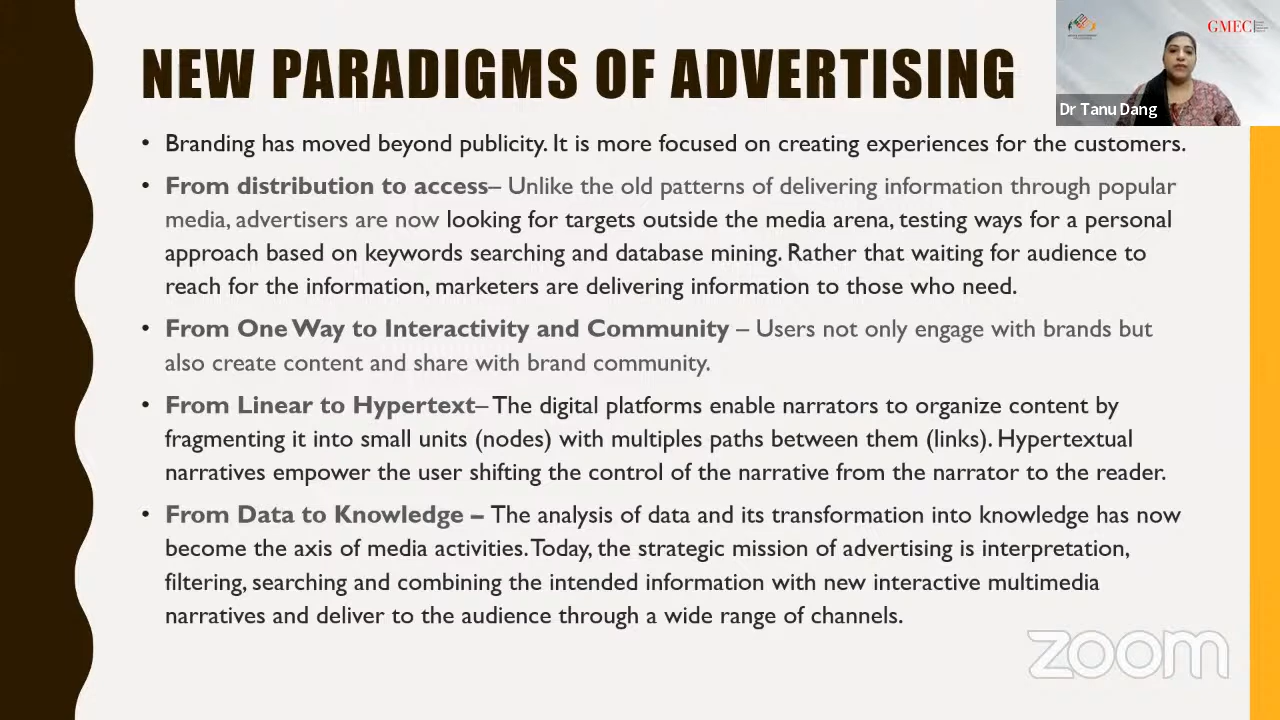 NEW PARADIGMS OF ADVERTISING
GMEC
Dr Tanu Dang
• Branding has moved beyond publicity. It is more focused on creating experiences for the customers.
• From distribution to access– Unlike the old patterns of delivering information through popular
media, advertisers are now looking for targets outside the media arena, testing ways for a personal
approach based on keywords searching and database mining. Rather that waiting for audience to
reach for the information, marketers are delivering information to those who need.
• From One Way to Interactivity and Community – Users not only engage with brands but
also create content and share with brand community.
• From Linear to Hypertext– The digital platforms enable narrators to organize content by
fragmenting it into small units (nodes) with multiples paths between them (links). Hypertextual
narratives empower the user shifting the control of the narrative from the narrator to the reader.
• From Data to Knowledge – The analysis of data and its transformation into knowledge has now
become the axis of media activities. Today, the strategic mission of advertising is interpretation,
filtering, searching and combining the intended information with new interactive multimedia
narratives and deliver to the audience through a wide range of channels.
zoom